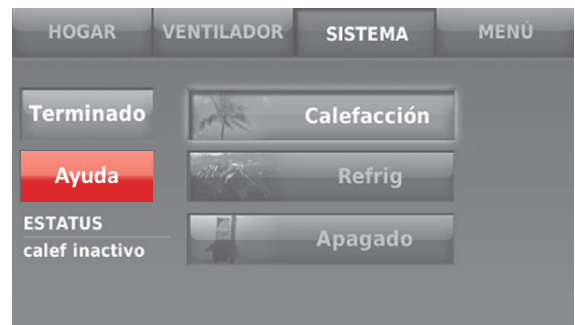 HOGAR VENTILADOR SISTEMA MENÚ
Terminado
Calefacción
Ayuda
Refrig
ESTATUS
calef inactivo
Apagado